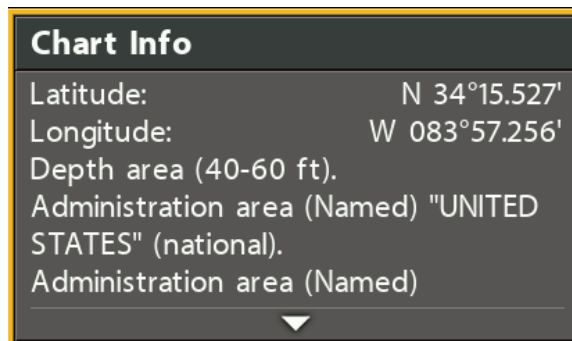 Chart Info
Latitude: N 34°15.527'
Longitude: W 083°57.256'
Depth area (40-60 ft).
Administration area (Named) "UNITED
STATES" (national).
Administration area (Named)